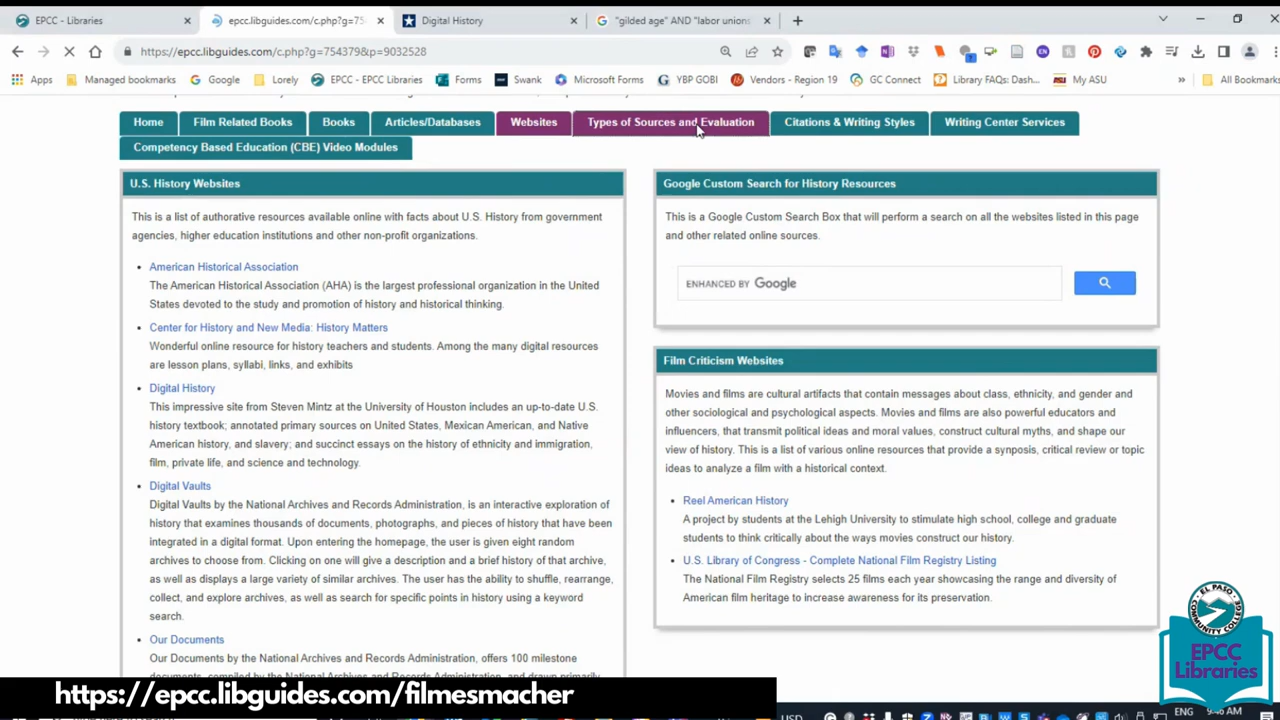 EPCC - Libraries
epcc.libguides.com/c.php?g=754
Digital History
"gilded age" AND "labor unions
https://epcc.libguides.com/c.php?g=754379&p=9032528
Apps Managed bookmarks Google Lorely EPCC - EPCC Libraries Forms Swank Microsoft Forms YBP GOBI Vendors - Region 19 GC Connect Library FAQs: Dash... My ASU » All Bookmarks
Home Film Related Books Books Articles/Databases Websites Types of Sources and Evaluation Citations & Writing Styles Writing Center Services
Competency Based Education (CBE) Video Modules
U.S. History Websites
This is a list of authorative resources available online with facts about U.S. History from government
agencies, higher education institutions and other non-profit organizations.
American Historical Association
The American Historical Association (AHA) is the largest professional organization in the United
States devoted to the study and promotion of history and historical thinking.
Center for History and New Media: History Matters
Wonderful online resource for history teachers and students. Among the many digital resources
are lesson plans, syllabi, links, and exhibits
Digital History
This impressive site from Steven Mintz at the University of Houston includes an up-to-date U.S.
history textbook; annotated primary sources on United States, Mexican American, and Native
American history, and slavery; and succinct essays on the history of ethnicity and immigration,
film, private life, and science and technology.
Digital Vaults
Digital Vaults by the National Archives and Records Administration, is an interactive exploration of
history that examines thousands of documents, photographs, and pieces of history that have been
integrated in a digital format. Upon entering the homepage, the user is given eight random
archives to choose from. Clicking on one will give a description and a brief history of that archive,
as well as displays a large variety of similar archives. The user has the ability to shuffle, rearrange,
collect, and explore archives, as well as search for specific points in history using a keyword
search.
Our Documents
Our Documents by the National Archives and Records Administration, offers 100 milestone
Google Custom Search for History Resources
This is a Google Custom Search Box that will perform a search on all the websites listed in this page
and other related online sources.
ENHANCED BY Google
Film Criticism Websites
Movies and films are cultural artifacts that contain messages about class, ethnicity, and gender and
other sociological and psychological aspects. Movies and films are also powerful educators and
influencers, that transmit political ideas and moral values, construct cultural myths, and shape our
view of history. This is a list of various online resources that provide a synposis, critical review or topic
ideas to analyze a film with a historical context.
Reel American History
A project by students at the Lehigh University to stimulate high school, college and graduate
students to think critically about the ways movies construct our history.
U.S. Library of Congress - Complete National Film Registry Listing
The National Film Registry selects 25 films each year showcasing the range and diversity of
American film heritage to increase awareness for its preservation.
EL PASO
COMMUNITY COLLEGE
EPCC
Libraries
https://epcc.libguides.com/filmesmacher
USD ENG 9:46 AM